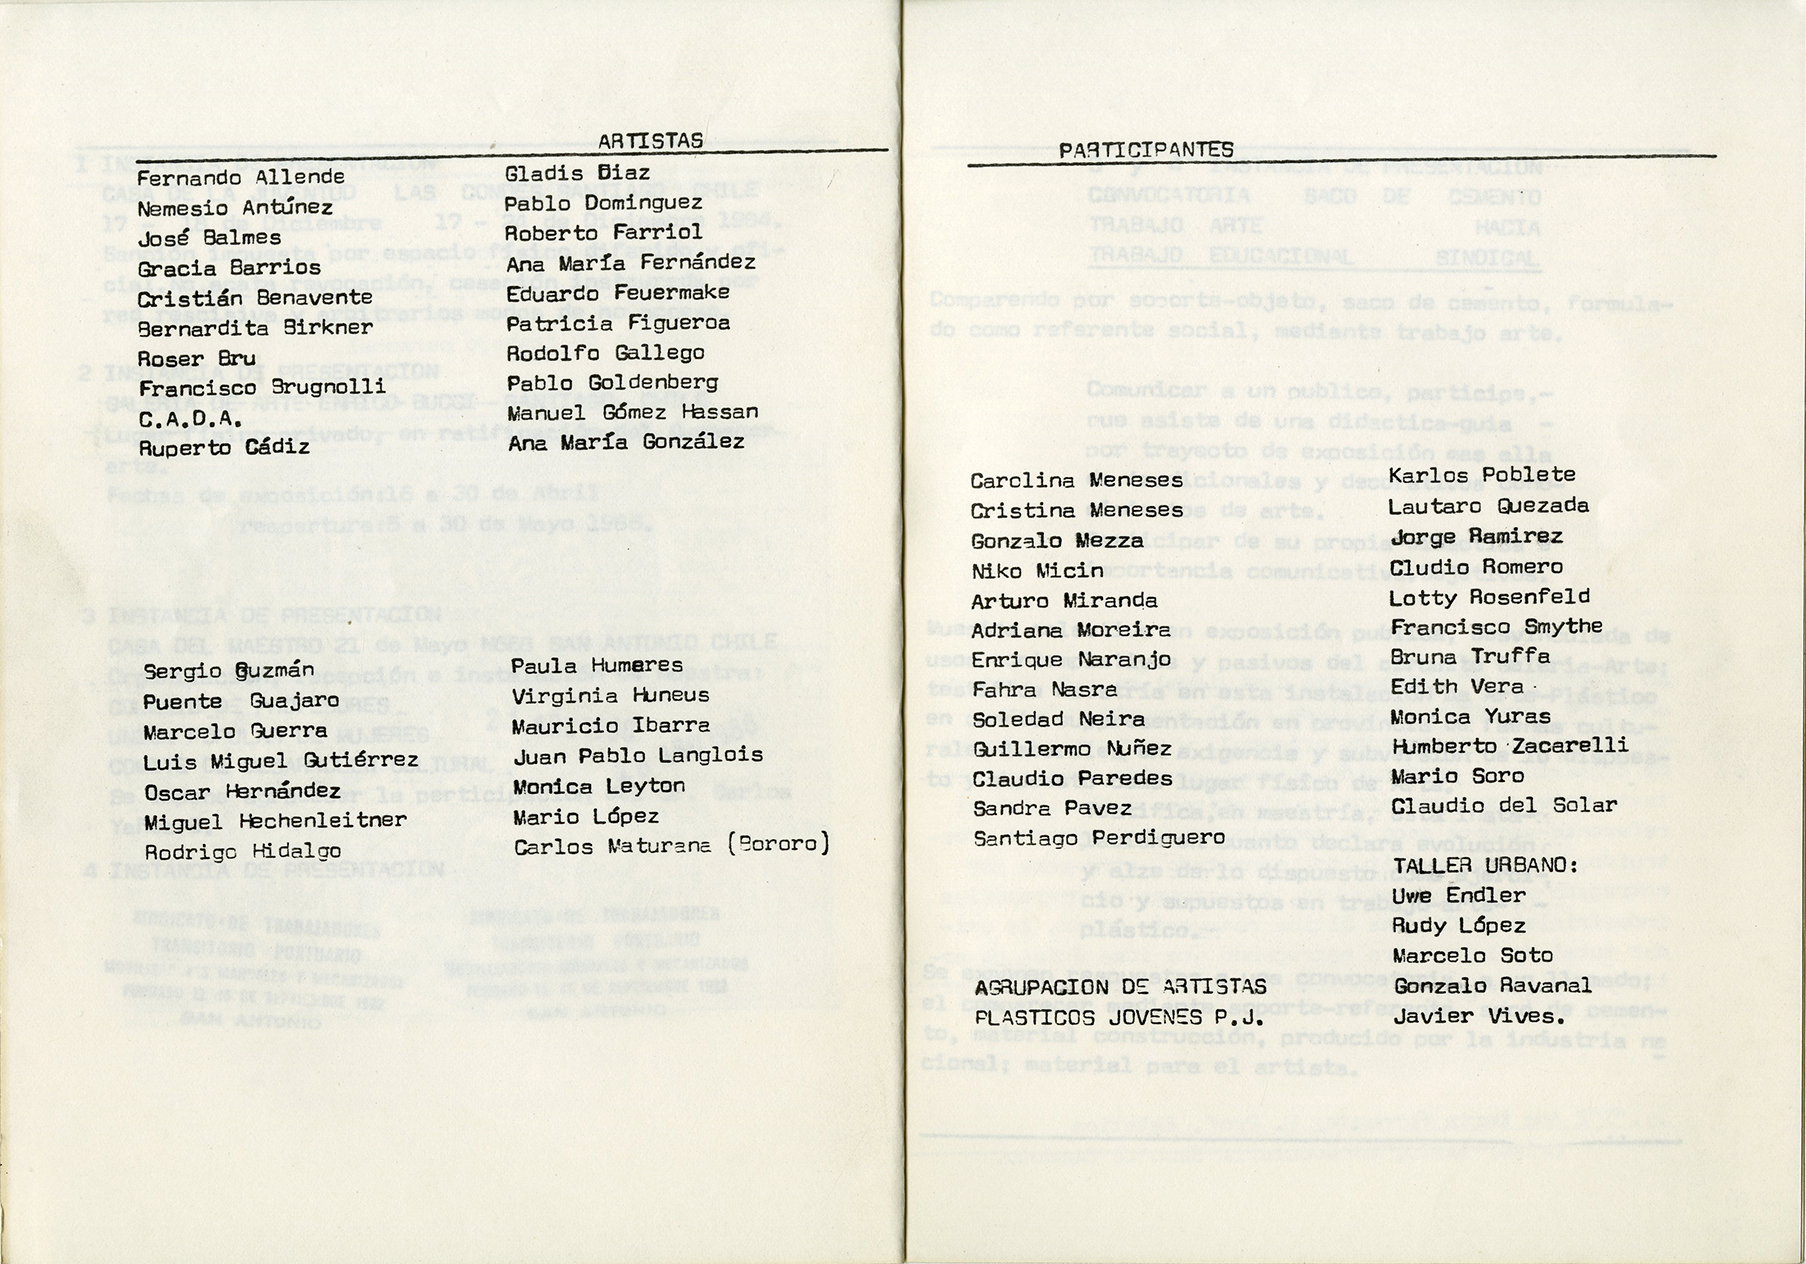 ARTISTAS
Fernando Allende
Nemesio Antúnez
José Balmes
Gracia Barrios
Cristián Benavente
Bernardita Birkner
Roser Bru
Francisco Brugnolli
C.A.D.A.
Ruperto Cádiz
Gladis Diaz
Pablo Dominguez
Roberto Farriol
Ana María Fernández
Eduardo Feuermake
Patricia Figueroa
Rodolfo Gallego
Pablo Goldenberg
Manuel Gómez Hassan
Ana María González
Sergio Guzmán
Puente Guajaro
Marcelo Guerra
Luis Miguel Gutiérrez
Oscar Hernández
Miguel Hechenleitner
Rodrigo Hidalgo
Paula Humeres
Virginia Huneus
Mauricio Ibarra
Juan Pablo Langlois
Monica Leyton
Mario López
Carlos Maturana (Bororo)
PARTICIPANTES
Carolina Meneses
Cristina Meneses
Gonzalo Mezza
Niko Micin
Arturo Miranda
Adriana Moreira
Enrique Naranjo
Fahra Nasra
Soledad Neira
Guillermo Nuñez
Claudio Paredes
Sandra Pavez
Santiago Perdiguero
AGRUPACION DE ARTISTAS
PLASTICOS JOVENES P.J.
Karlos Poblete
Lautaro Quezada
Jorge Ramirez
Cludio Romero
Lotty Rosenfeld
Francisco Smythe
Bruna Truffa
Edith Vera
Monica Yuras
Humberto Zacarelli
Mario Soro
Claudio del Solar
TALLER URBANO:
Uwe Endler
Rudy López
Marcelo Soto
Gonzalo Ravanal
Javier Vives.